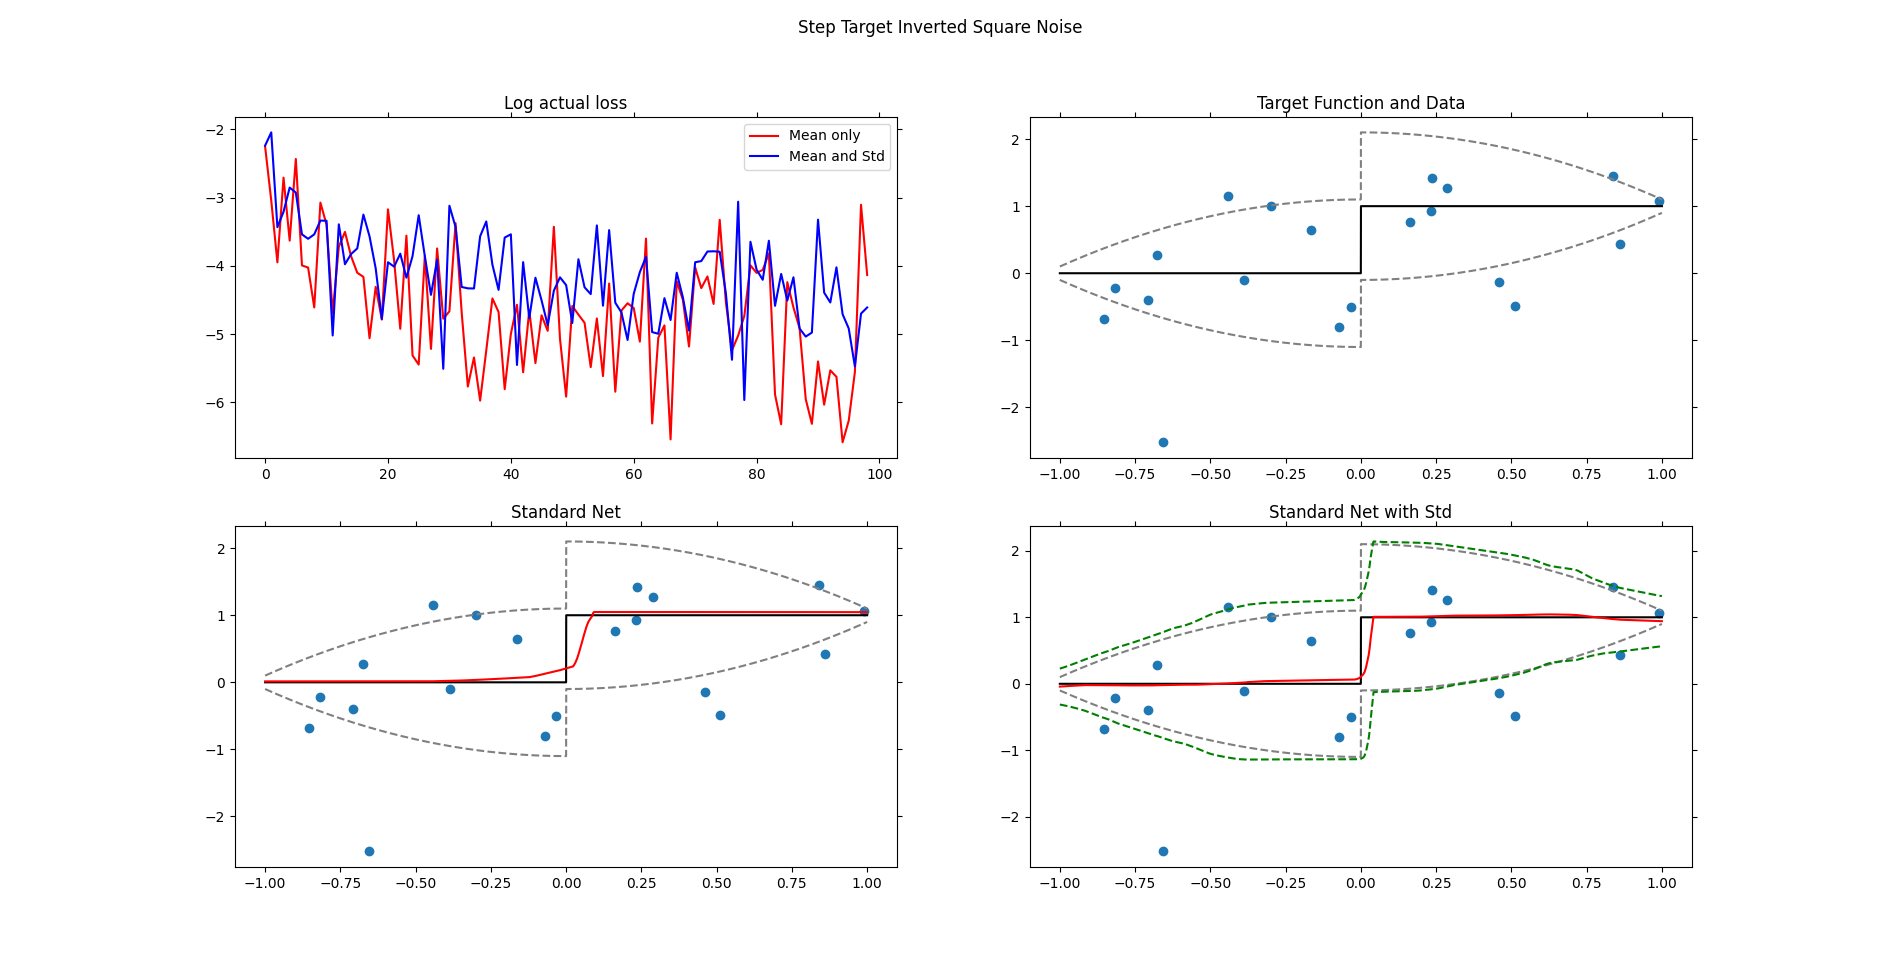 Step Target Inverted Square Noise
Log actual loss
−2
−3
−4
−5
−6
0 20 40 60 80 100
Mean only
Mean and Std
Target Function and Data
2
1
0
−1
−2
−1.00 −0.75 −0.50 −0.25 0.00 0.25 0.50 0.75 1.00
Standard Net
2
1
0
−1
−2
−1.00 −0.75 −0.50 −0.25 0.00 0.25 0.50 0.75 1.00
Standard Net with Std
2
1
0
−1
−2
−1.00 −0.75 −0.50 −0.25 0.00 0.25 0.50 0.75 1.00